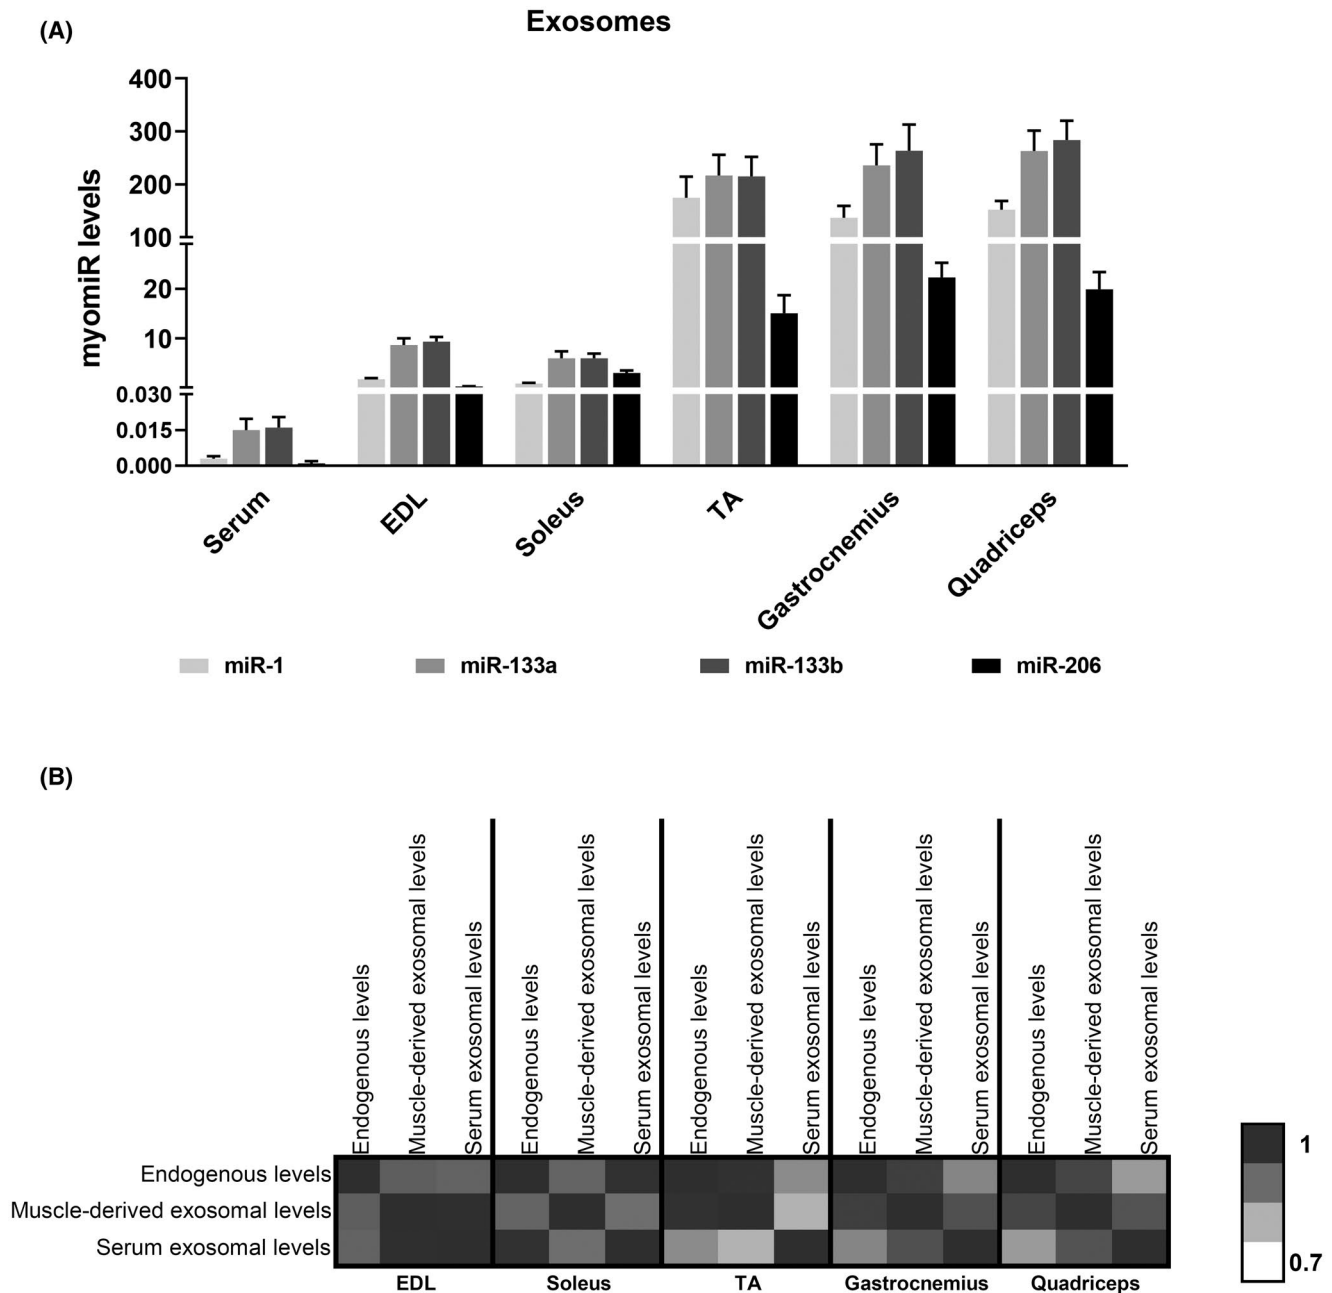 (A)
Exosomes
myomiR levels
400
300
200
100
20
10
0.030
0.015
0.000
Serum
EDL
Soleus
TA
Gastrocnemius
Quadriceps
miR-1
miR-133a
miR-133b
miR-206
(B)
Endogenous levels
Muscle-derived exosomal levels
Serum exosomal levels
Endogenous levels
Muscle-derived exosomal levels
Serum exosomal levels
Endogenous levels
Muscle-derived exosomal levels
Serum exosomal levels
Endogenous levels
Muscle-derived exosomal levels
Serum exosomal levels
Endogenous levels
Muscle-derived exosomal levels
Serum exosomal levels
Endogenous levels
Muscle-derived exosomal levels
Serum exosomal levels
EDL
Soleus
TA
Gastrocnemius
Quadriceps
1
0.7